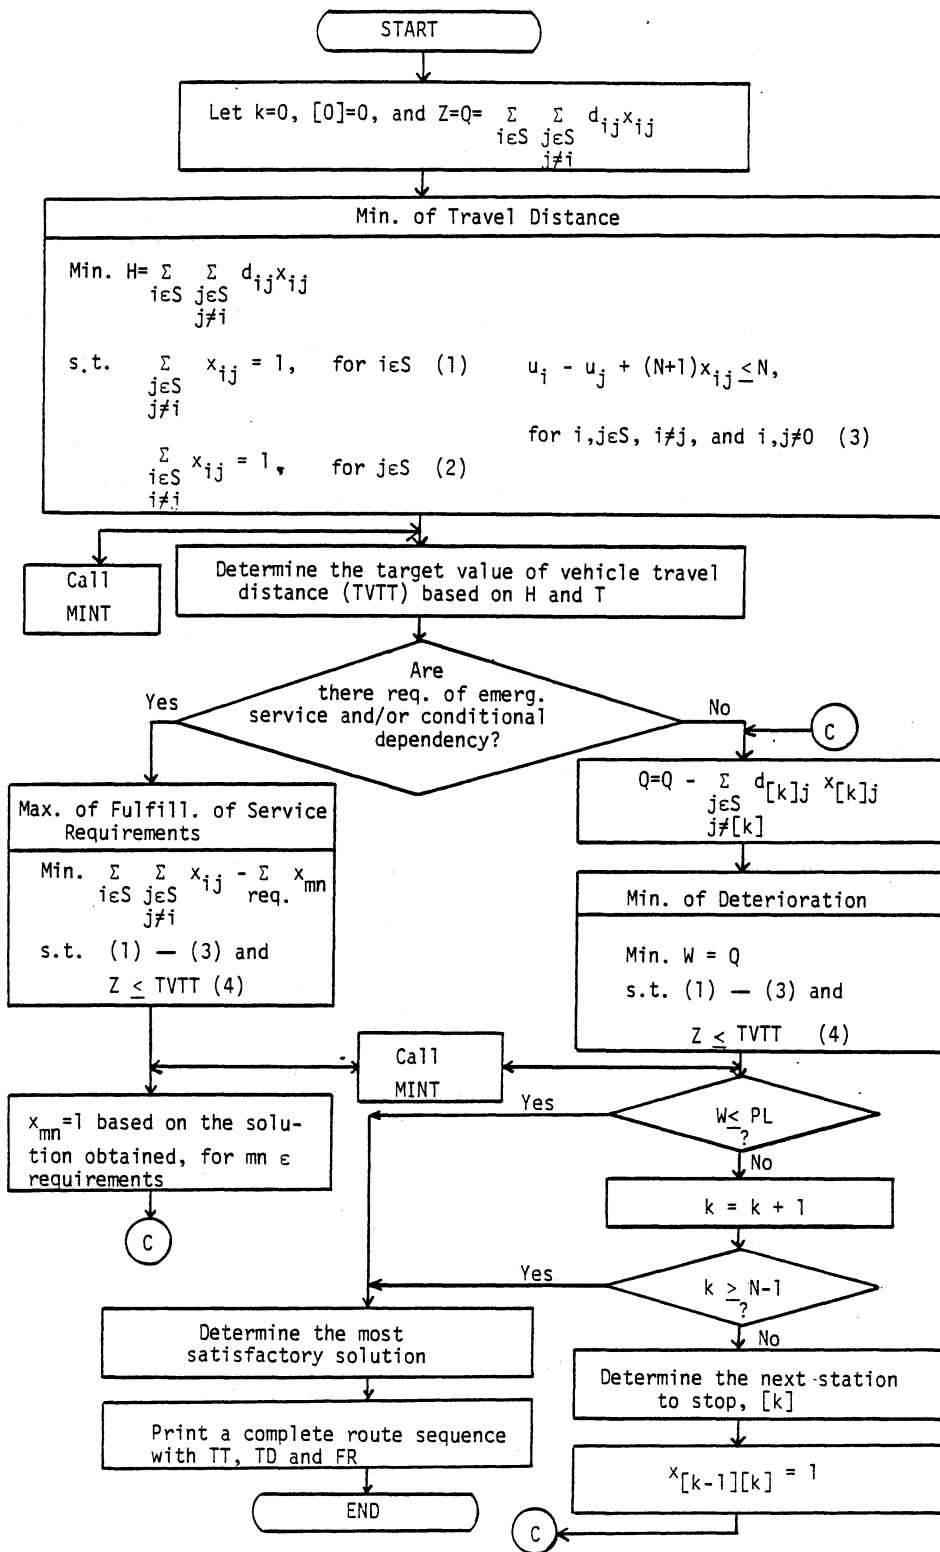 START
Let k=0, [0]=0, and Z=Q= Σ Σ d_ij x_ij
iεS jεS
j≠i
Min. of Travel Distance
Min. H= Σ Σ d_ij x_ij
iεS jεS
j≠i
s.t. Σ x_ij = 1, for iεS (1) u_i - u_j + (N+1)x_ij ≤ N,
jεS
j≠i
for i,jεS, i≠j, and i,j≠0 (3)
Σ x_ij = 1, for jεS (2)
iεS
i≠j
Call
MINT
Determine the target value of vehicle travel
distance (TVTT) based on H and T
Are
there req. of emerg.
service and/or conditional
dependency?
Yes
No
C
Max. of Fulfill. of Service
Requirements
Min. Σ Σ x_ij - Σ x_mn
iεS jεS req.
j≠i
s.t. (1) — (3) and
Z ≤ TVTT (4)
Q=Q - Σ d_[k]j x_[k]j
jεS
j≠[k]
Min. of Deterioration
Min. W = Q
s.t. (1) — (3) and
Z ≤ TVTT (4)
Call
MINT
x_mn=1 based on the solu-
tion obtained, for mn ε
requirements
C
W≤ PL
?
Yes
No
k = k + 1
k ≥ N-1
?
Yes
No
Determine the most
satisfactory solution
Determine the next station
to stop, [k]
Print a complete route sequence
with TT, TD and FR
x_[k-1][k] = 1
END
C